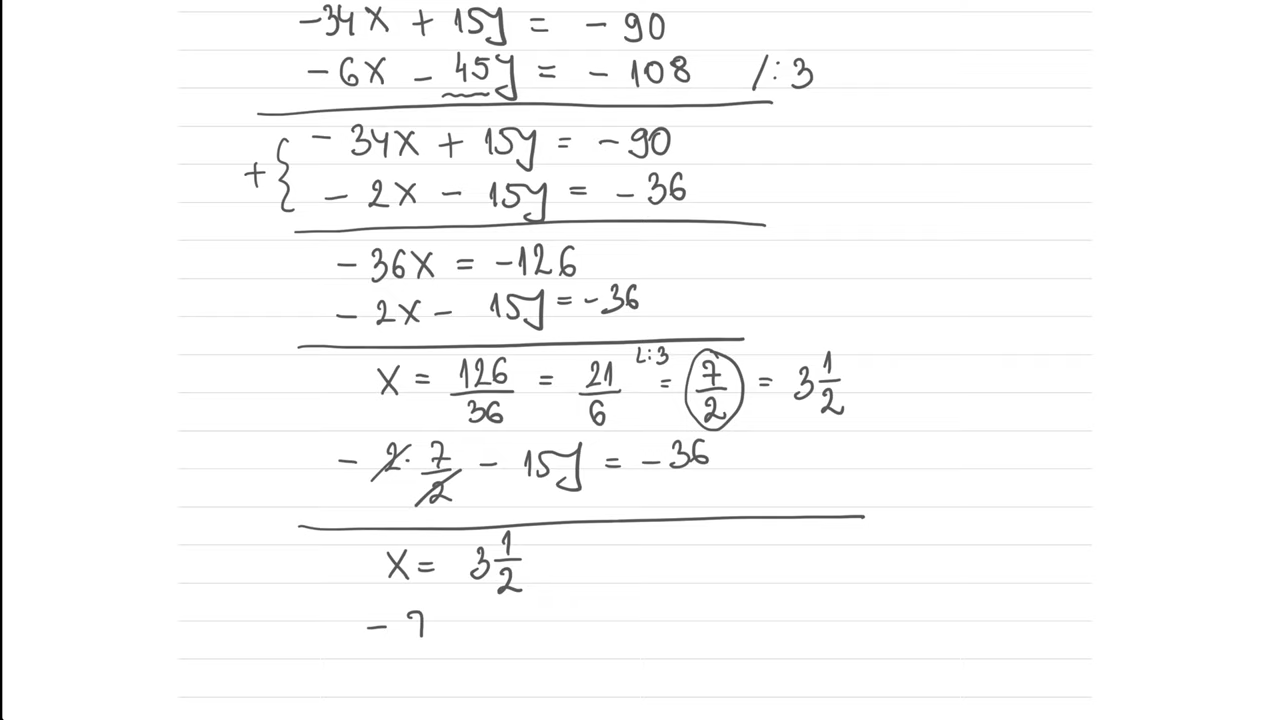 -34x + 15y = -90
-6x - 45y = -108 /:3
+{ -34x + 15y = -90
-2x - 15y = -36
-36x = -126
-2x - 15y = -36
x = 126/36 = 21/6 L:3 = 7/2 = 3 1/2
-2·7/2 - 15y = -36
x = 3 1/2
- 7